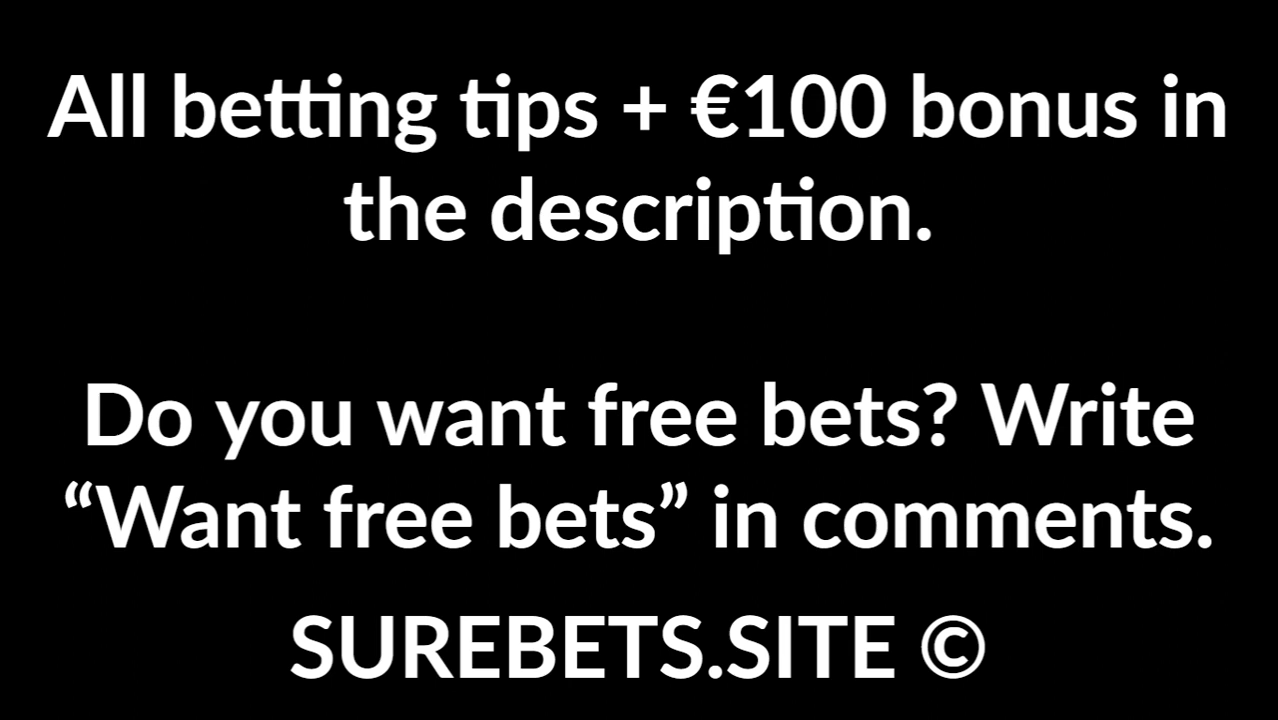 All betting tips + €100 bonus in
the description.
Do you want free bets? Write
“Want free bets” in comments.
SUREBETS.SITE ©